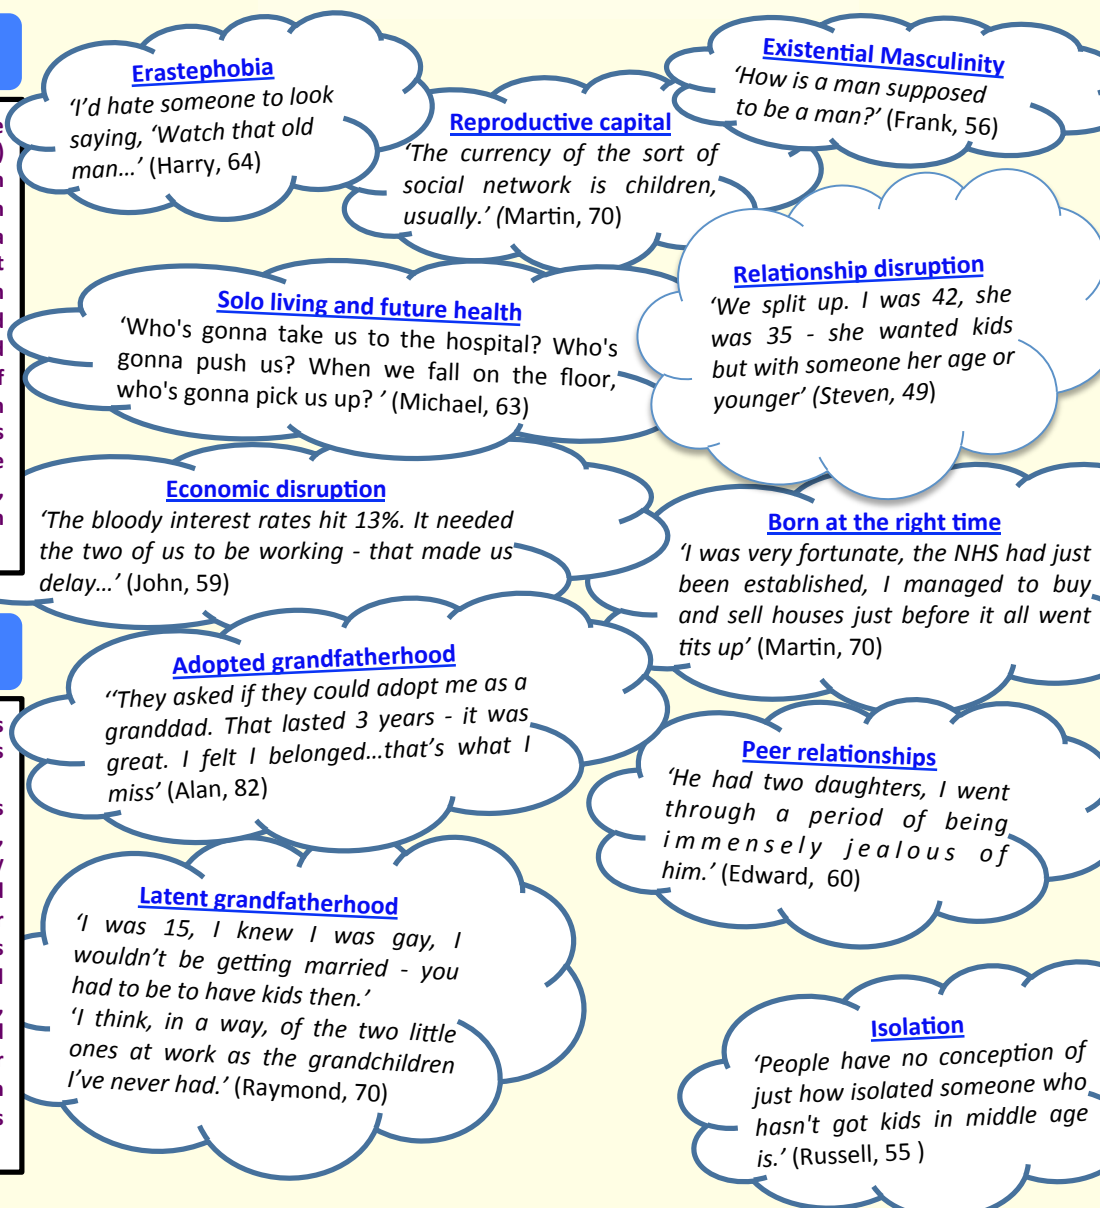 Erastephobia
‘I’d hate someone to look
saying, ‘Watch that old
man…’ (Harry, 64)
Reproductive capital
‘The currency of the sort of
social network is children,
usually.’ (Martin, 70)
Existential Masculinity
‘How is a man supposed
to be a man?’ (Frank, 56)
Solo living and future health
‘Who's gonna take us to the hospital? Who's
gonna push us? When we fall on the floor,
who's gonna pick us up? ’ (Michael, 63)
Relationship disruption
‘We split up. I was 42, she
was 35 - she wanted kids
but with someone her age or
younger’ (Steven, 49)
Economic disruption
‘The bloody interest rates hit 13%. It needed
the two of us to be working - that made us
delay…’ (John, 59)
Born at the right time
‘I was very fortunate, the NHS had just
been established, I managed to buy
and sell houses just before it all went
tits up’ (Martin, 70)
Adopted grandfatherhood
‘‘They asked if they could adopt me as a
granddad. That lasted 3 years - it was
great. I felt I belonged…that’s what I
miss’ (Alan, 82)
Peer relationships
‘He had two daughters, I went
through a period of being
immensely jealous of
him.’ (Edward, 60)
Latent grandfatherhood
‘I was 15, I knew I was gay, I
wouldn’t be getting married - you
had to be to have kids then.’
‘I think, in a way, of the two little
ones at work as the grandchildren
I’ve never had.’ (Raymond, 70)
Isolation
‘People have no conception of
just how isolated someone who
hasn't got kids in middle age
is.’ (Russell, 55 )